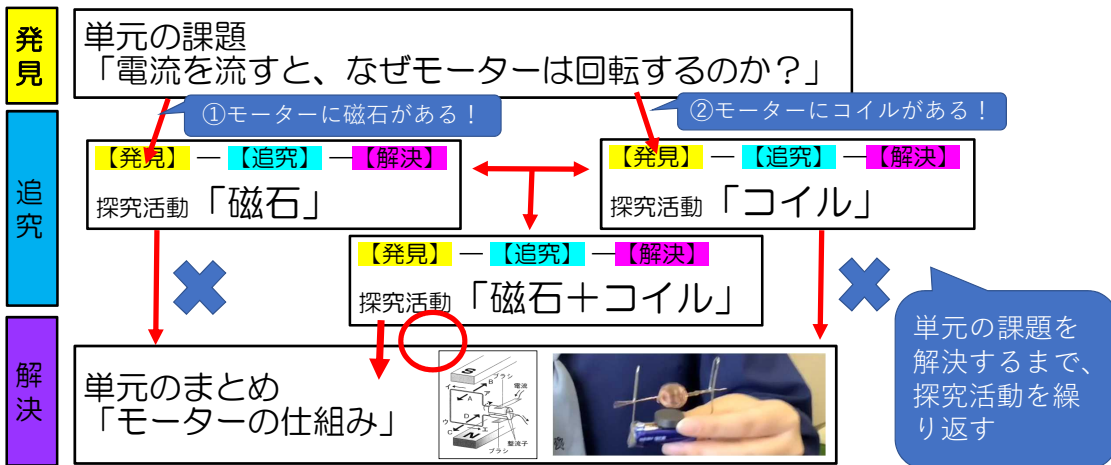 発見
単元の課題
「電流を流すと、なぜモーターは回転するのか？」
①モーターに磁石がある！
②モーターにコイルがある！
追究
【発見】―【追究】―【解決】
探究活動「磁石」
【発見】―【追究】―【解決】
探究活動「コイル」
【発見】―【追究】―【解決】
探究活動「磁石＋コイル」
単元の課題を
解決するまで、
探究活動を繰
り返す
解決
単元のまとめ
「モーターの仕組み」
S
ブラシ
電流
イ
B
ア
A
D
ウ
C
エ
N
整流子
ブラシ